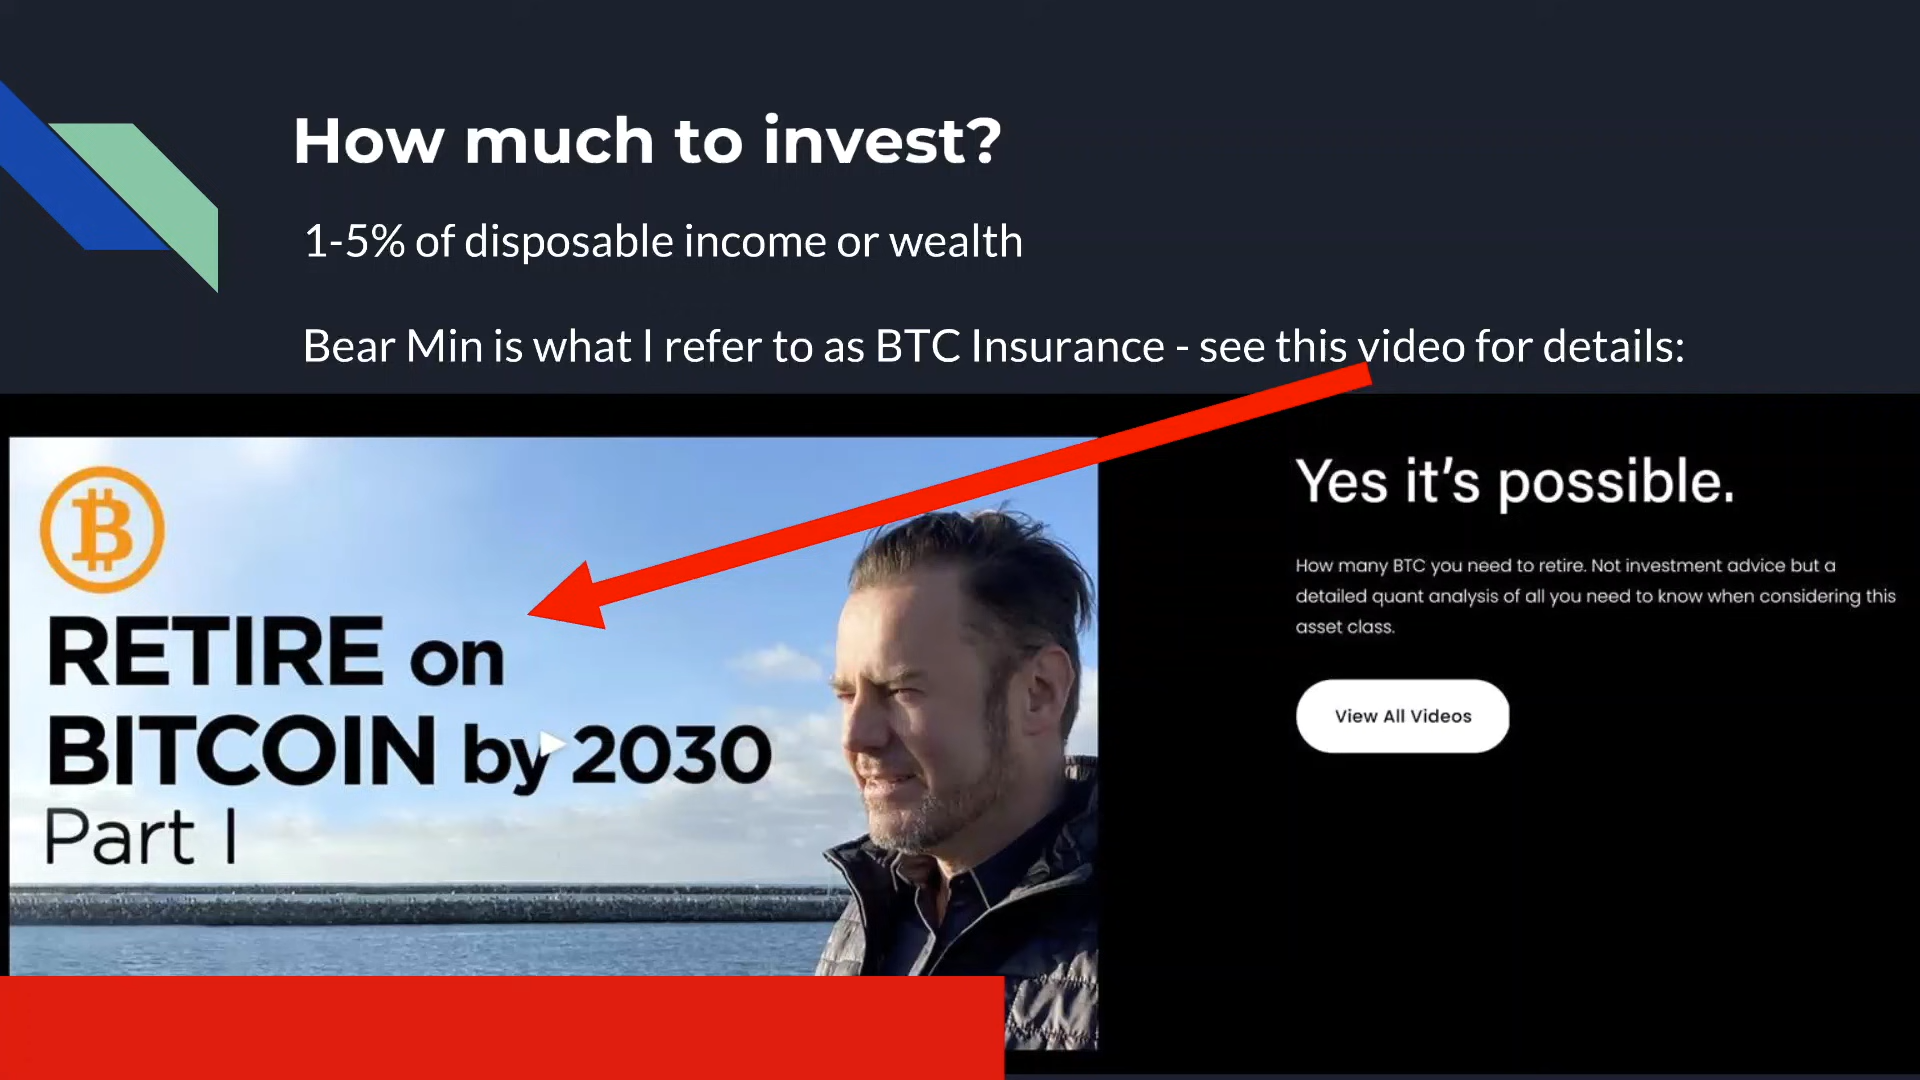 How much to invest?
1-5% of disposable income or wealth
Bear Min is what I refer to as BTC Insurance - see this video for details:
RETIRE on
BITCOIN by 2030
Part I
Yes it's possible.
How many BTC you need to retire. Not investment advice but a
detailed quant analysis of all you need to know when considering this
asset class.
View All Videos